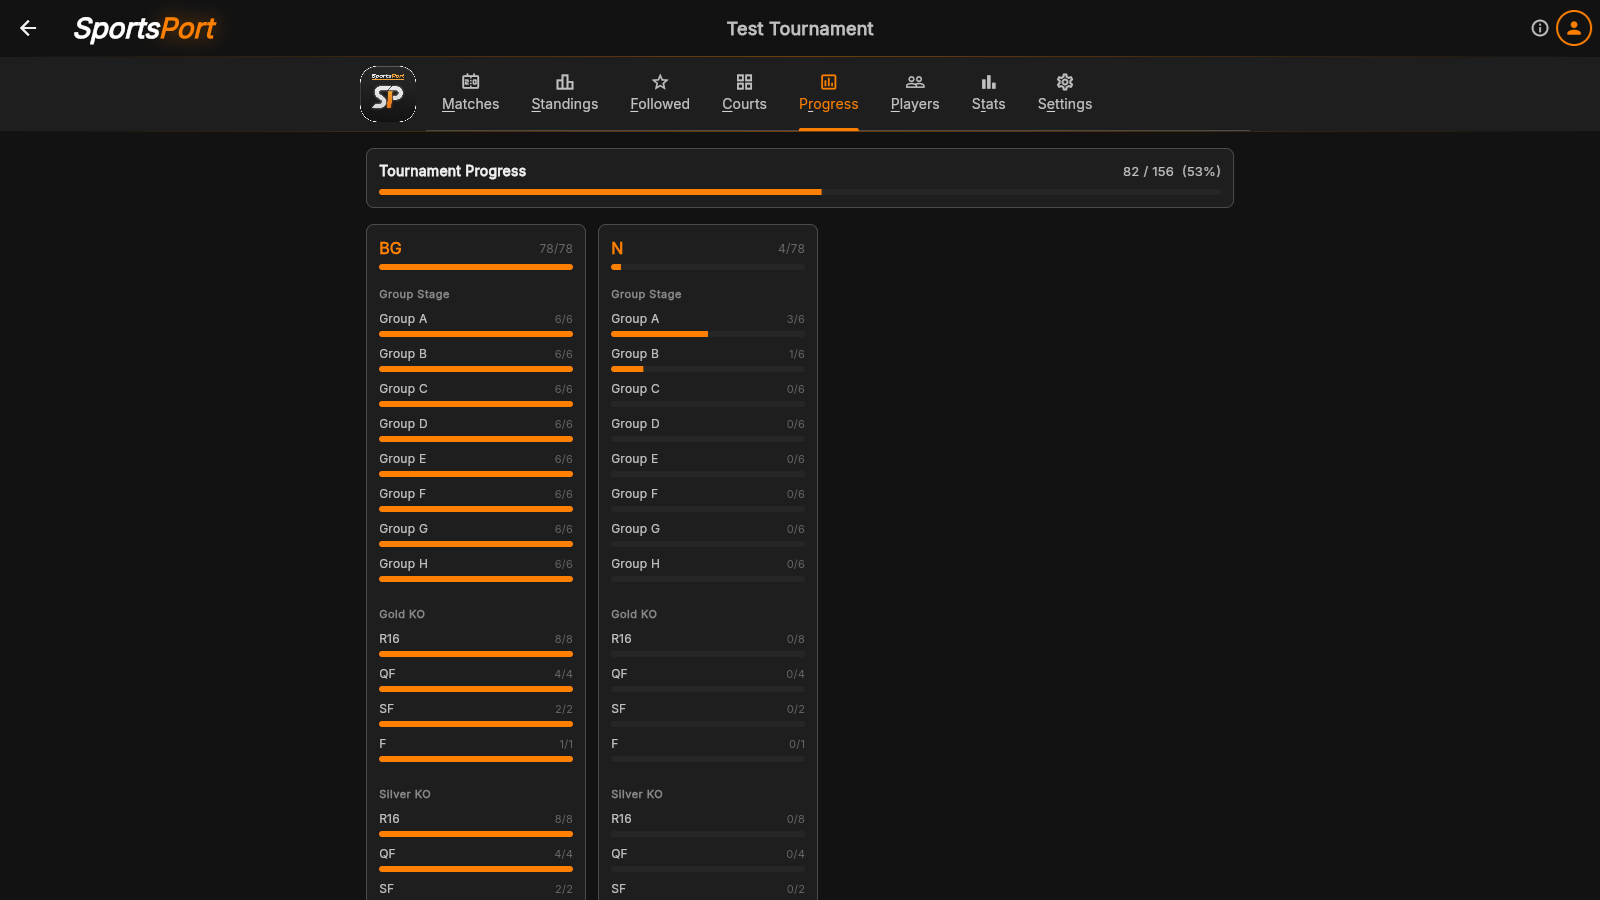 SportsPort
Test Tournament
SportsPort
SP
Matches
Standings
Followed
Courts
Progress
Players
Stats
Settings
Tournament Progress
82 / 156 (53%)
BG 78/78
Group Stage
Group A 6/6
Group B 6/6
Group C 6/6
Group D 6/6
Group E 6/6
Group F 6/6
Group G 6/6
Group H 6/6
Gold KO
R16 8/8
QF 4/4
SF 2/2
F 1/1
Silver KO
R16 8/8
QF 4/4
SF 2/2
N 4/78
Group Stage
Group A 3/6
Group B 1/6
Group C 0/6
Group D 0/6
Group E 0/6
Group F 0/6
Group G 0/6
Group H 0/6
Gold KO
R16 0/8
QF 0/4
SF 0/2
F 0/1
Silver KO
R16 0/8
QF 0/4
SF 0/2